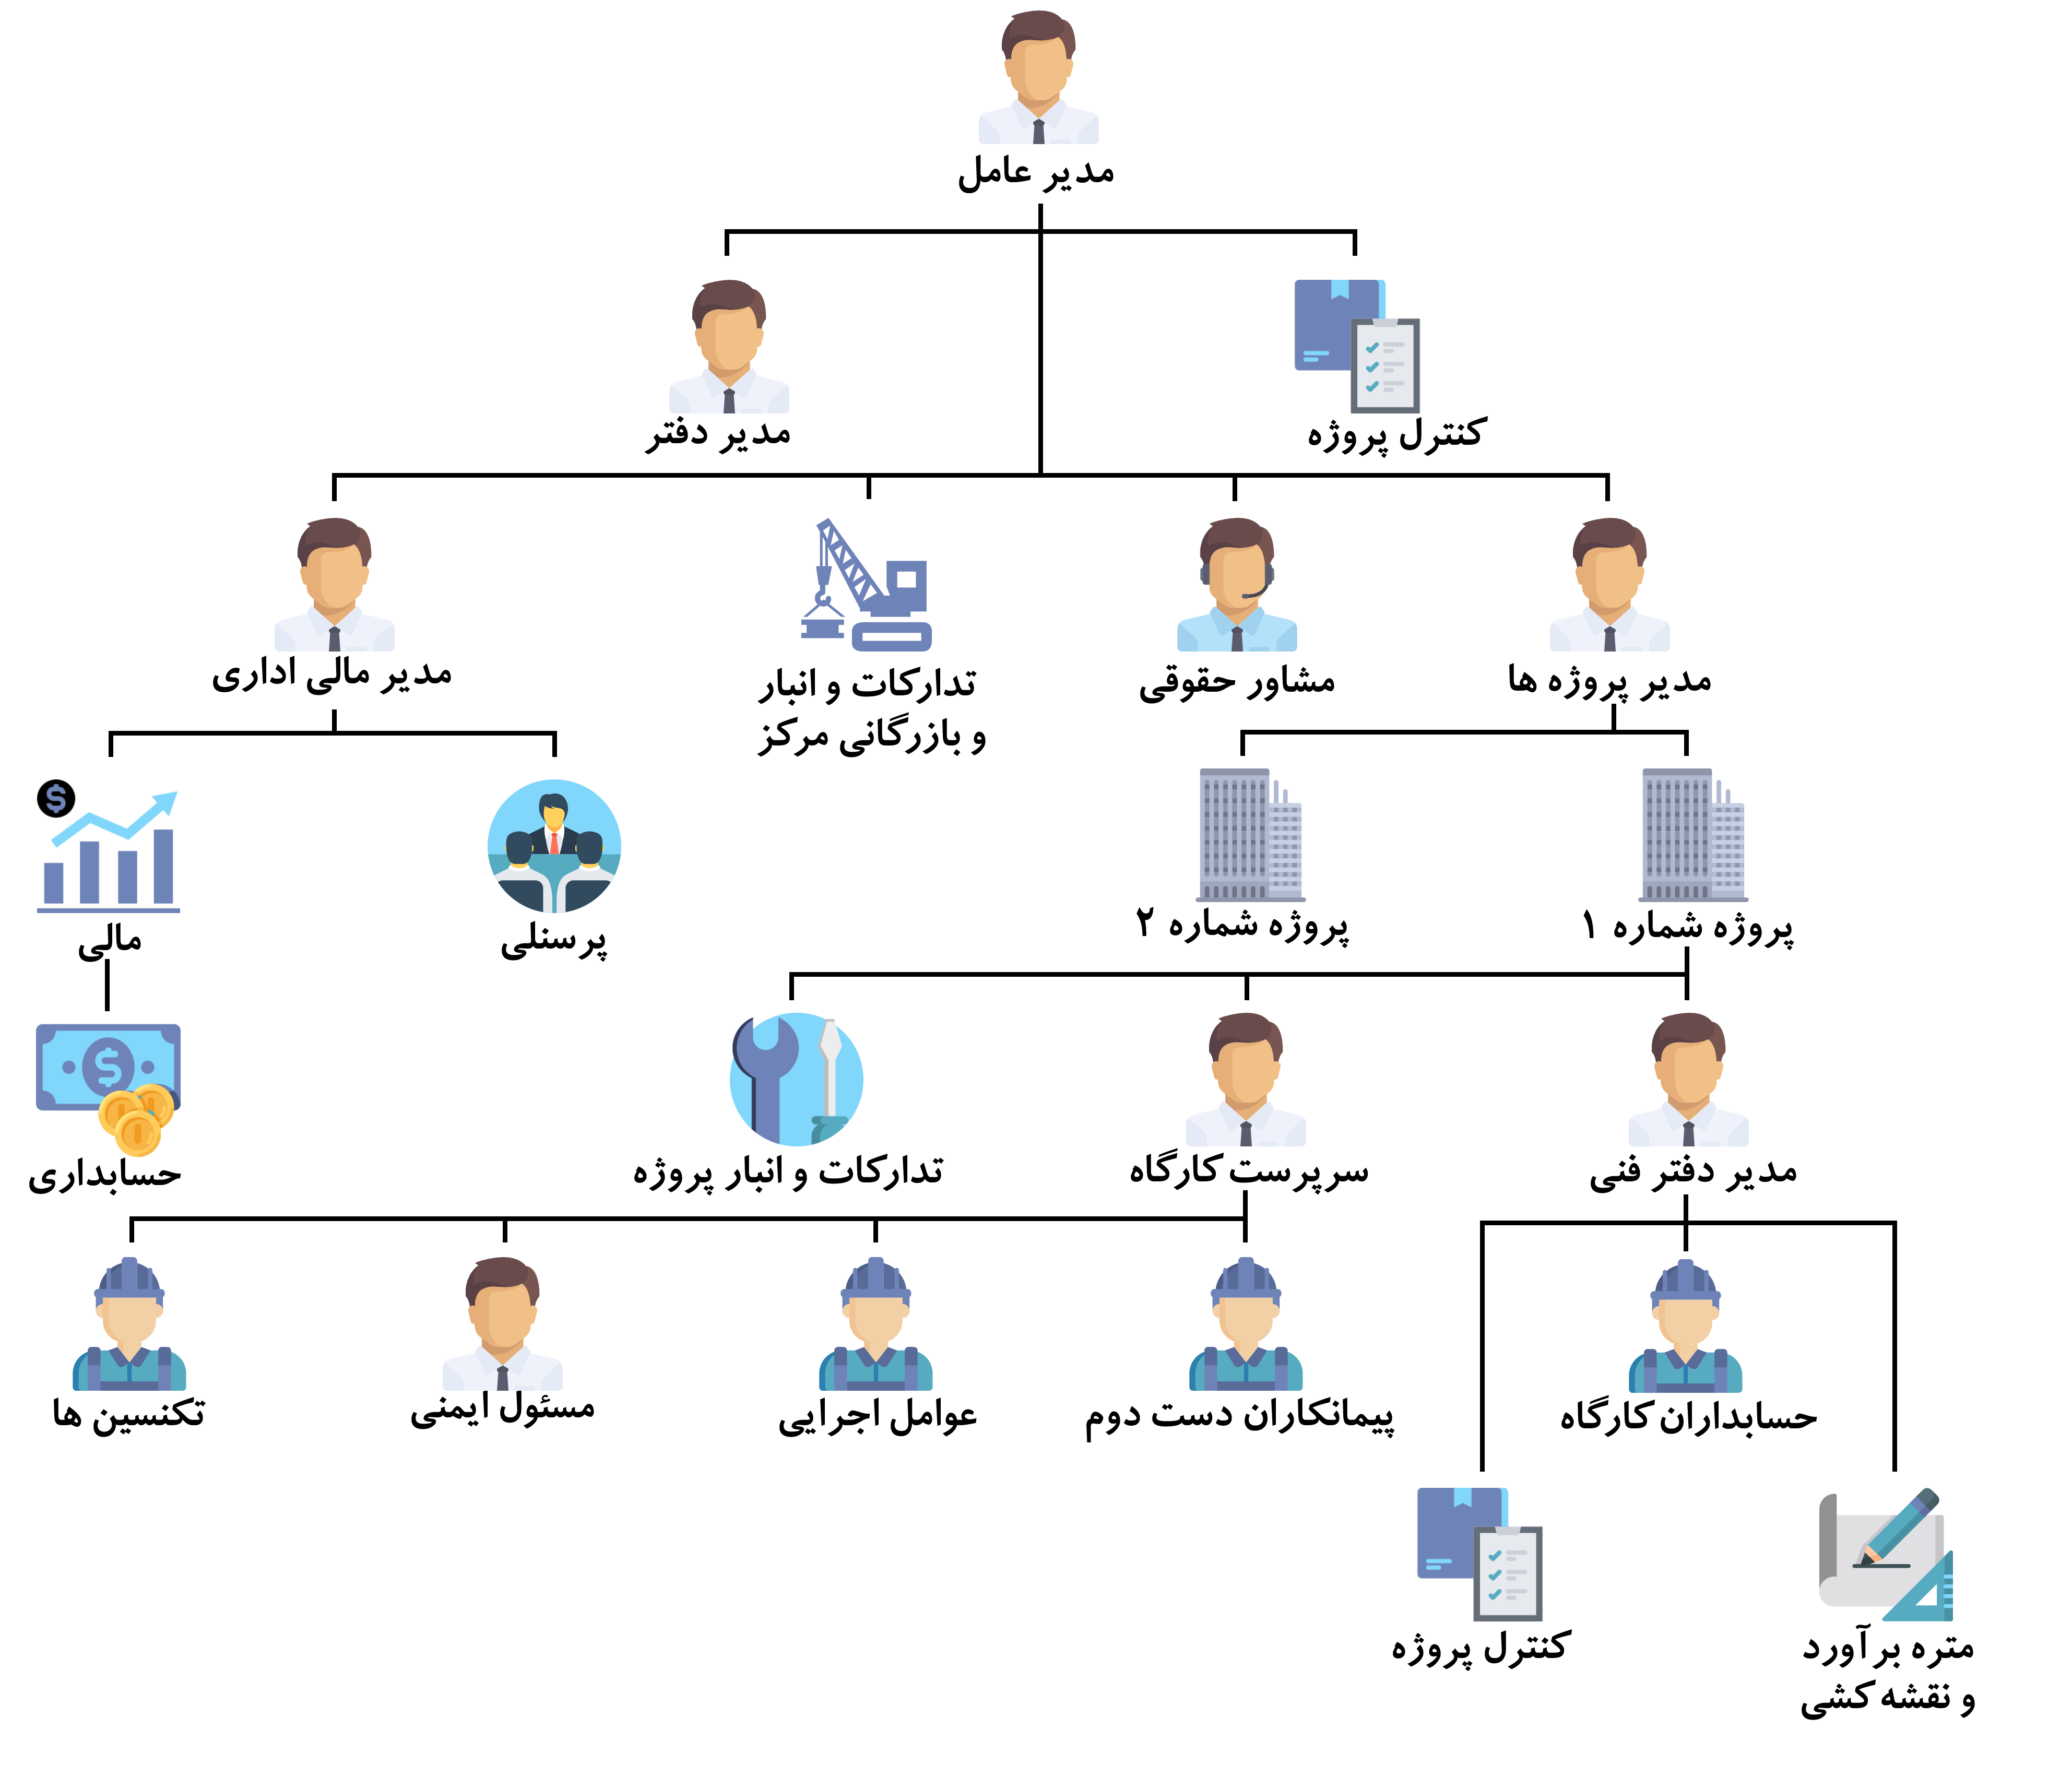 مدیر عامل
کنترل پروژه
مدیر دفتر
مدیر پروژه ها
مشاور حقوقی
تدارکات و انبار
و بازرگانی مرکز
مدیر مالی اداری
پروژه شماره ۱
پروژه شماره ۲
پرسنلی
مالی
مدیر دفتر فنی
سرپرست کارگاه
تدارکات و انبار پروژه
حسابداری
حسابداران کارگاه
پیمانکاران دست دوم
عوامل اجرایی
مسئول ایمنی
تکنسین ها
متره برآورد
و نقشه کشی
کنترل پروژه